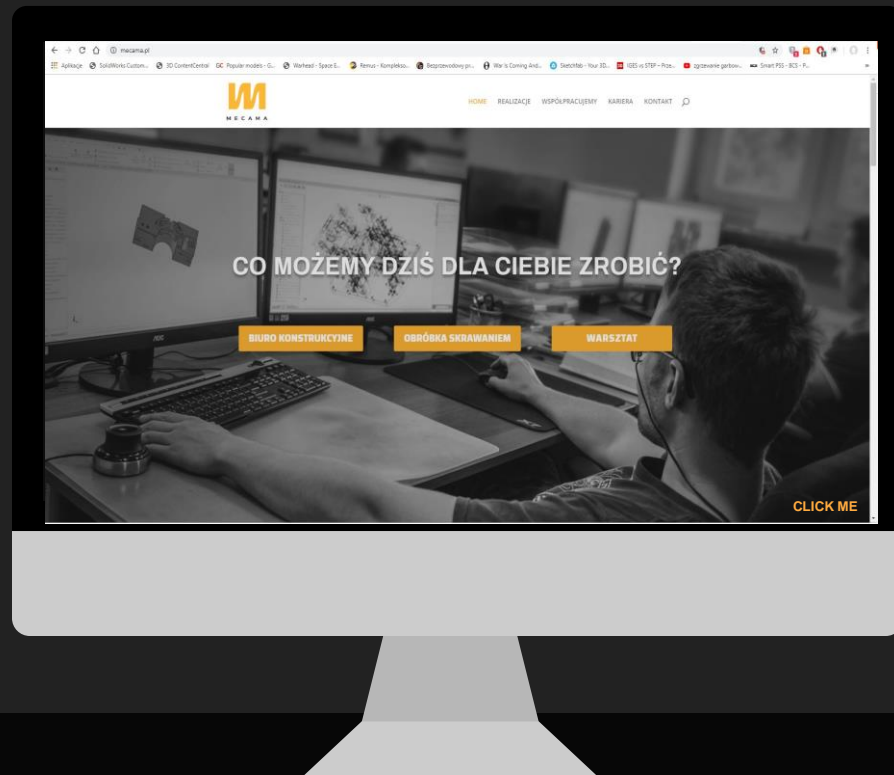 mecama.pl
Aplikacje SolidWorks Custom... 3D ContentCentral GC Popular models - G... Warhead - Space E... Remus - Komplekso... Bezprzewodowy pr... War Is Coming And... Sketchfab - Your 3D... IGES vs STEP – Prze... zgrzewanie garbow... Smart PSS - BCS - P...
MECAMA
HOME REALIZACJE WSPÓŁPRACUJEMY KARIERA KONTAKT
CO MOŻEMY DZIŚ DLA CIEBIE ZROBIĆ?
BIURO KONSTRUKCYJNE OBRÓBKA SKRAWANIEM WARSZTAT
CLICK ME